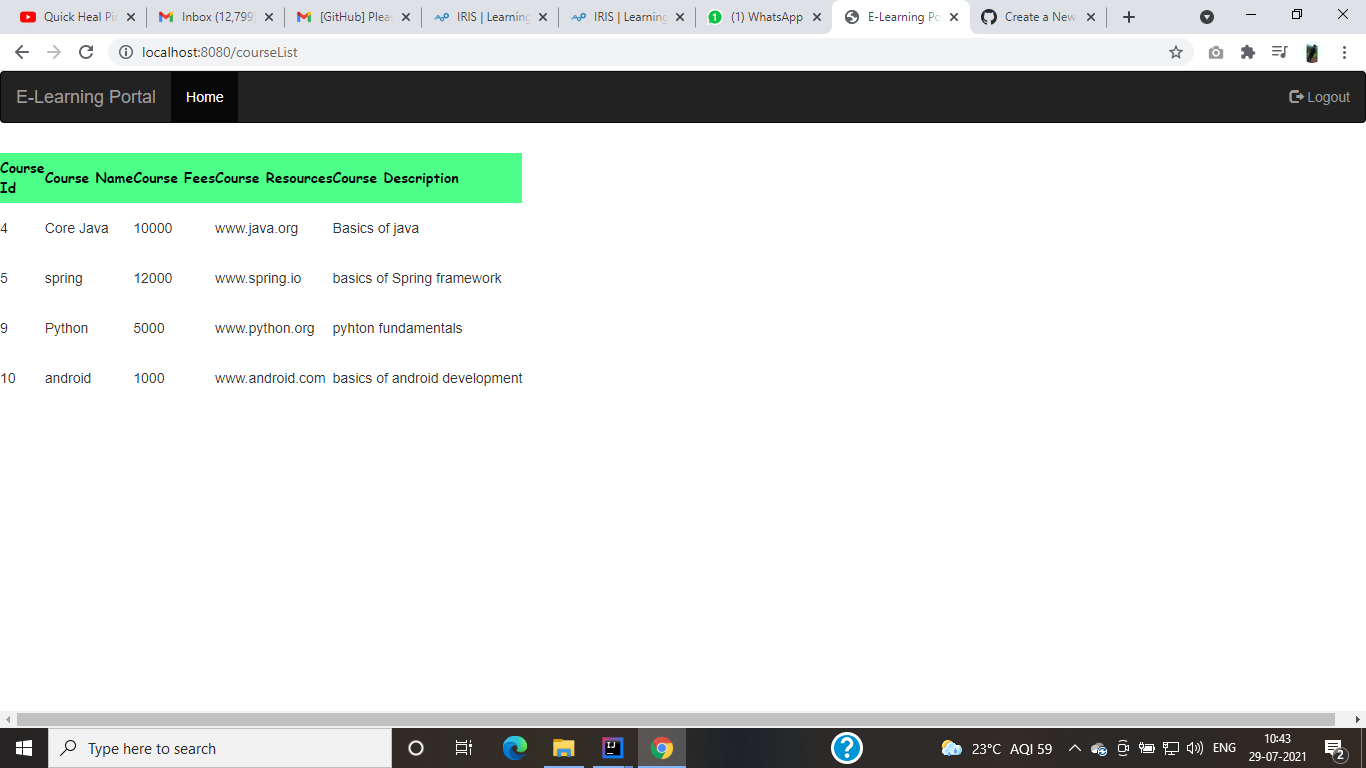 Quick Heal Pi
Inbox (12,799
[GitHub] Pleas
IRIS | Learning
IRIS | Learning
(1) WhatsApp
E-Learning Po
Create a New
localhost:8080/courseList
E-Learning Portal Home Logout
Course Id Course Name Course Fees Course Resources Course Description
4 Core Java 10000 www.java.org Basics of java
5 spring 12000 www.spring.io basics of Spring framework
9 Python 5000 www.python.org pyhton fundamentals
10 android 1000 www.android.com basics of android development
Type here to search
23°C AQI 59
ENG
10:43
29-07-2021
2